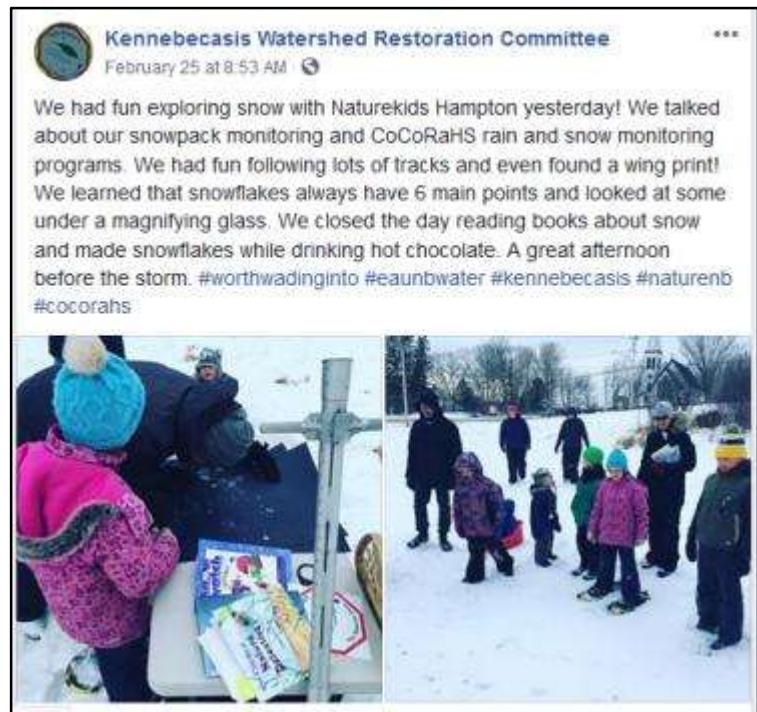 Kennebecasis Watershed Restoration Committee
February 25 at 8:53 AM
We had fun exploring snow with Naturekids Hampton yesterday! We talked
about our snowpack monitoring and CoCoRaHS rain and snow monitoring
programs. We had fun following lots of tracks and even found a wing print!
We learned that snowflakes always have 6 main points and looked at some
under a magnifying glass. We closed the day reading books about snow
and made snowflakes while drinking hot chocolate. A great afternoon
before the storm. #worthwadinginto #eaunbwater #kennebecasis #naturenb
#cocorahs